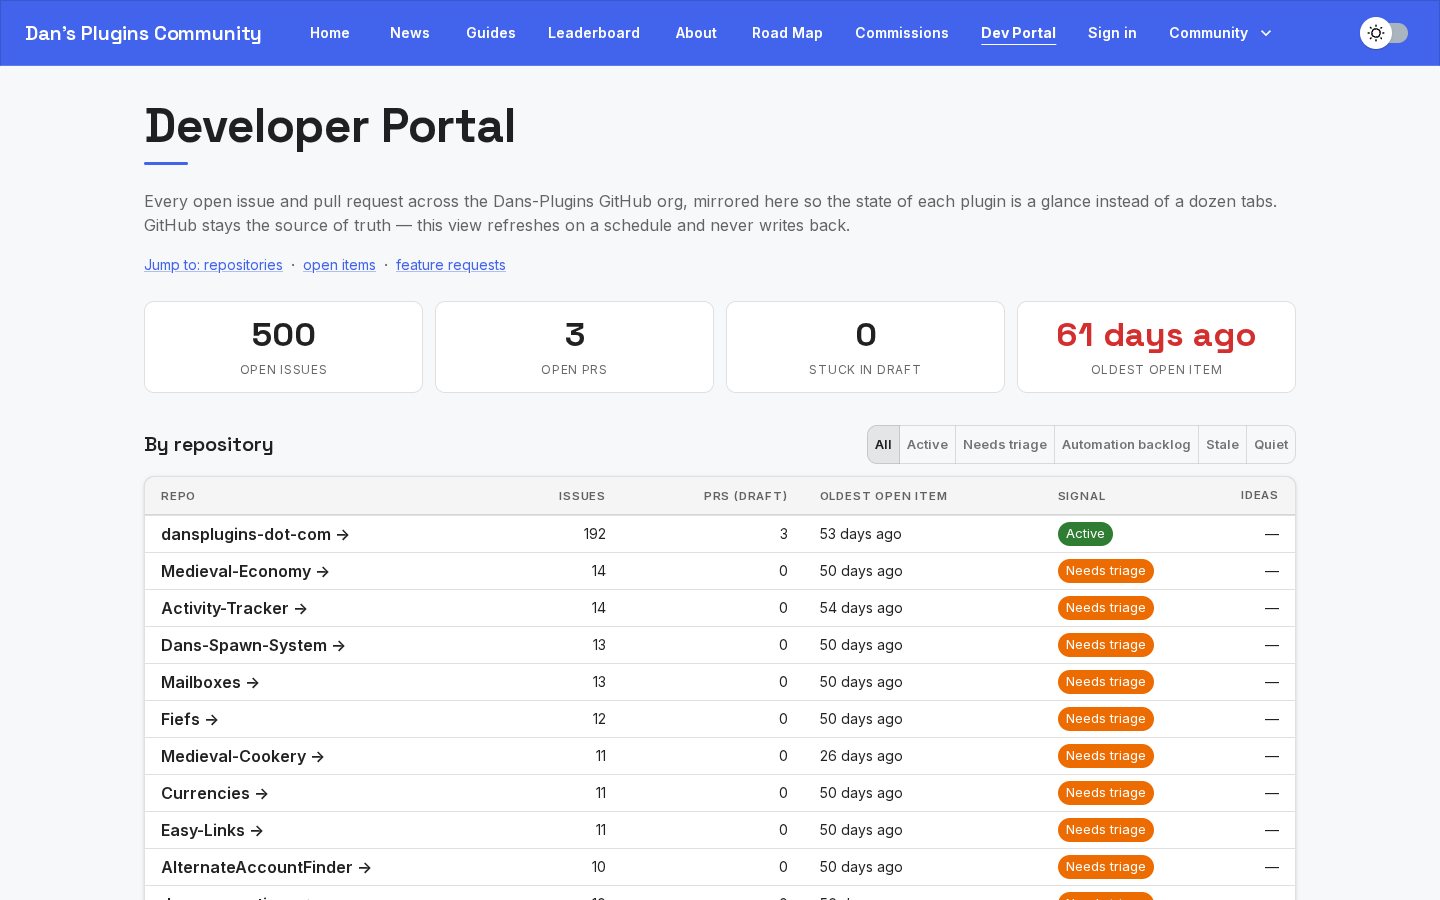 Dan's Plugins Community Home News Guides Leaderboard About Road Map Commissions Dev Portal Sign in Community
Developer Portal
Every open issue and pull request across the Dans-Plugins GitHub org, mirrored here so the state of each plugin is a glance instead of a dozen tabs.
GitHub stays the source of truth — this view refreshes on a schedule and never writes back.
Jump to: repositories · open items · feature requests
500 3 0 61 days ago
OPEN ISSUES OPEN PRS STUCK IN DRAFT OLDEST OPEN ITEM
By repository All Active Needs triage Automation backlog Stale Quiet
REPO ISSUES PRS (DRAFT) OLDEST OPEN ITEM SIGNAL IDEAS
dansplugins-dot-com → 192 3 53 days ago Active —
Medieval-Economy → 14 0 50 days ago Needs triage —
Activity-Tracker → 14 0 54 days ago Needs triage —
Dans-Spawn-System → 13 0 50 days ago Needs triage —
Mailboxes → 13 0 50 days ago Needs triage —
Fiefs → 12 0 50 days ago Needs triage —
Medieval-Cookery → 11 0 26 days ago Needs triage —
Currencies → 11 0 50 days ago Needs triage —
Easy-Links → 11 0 50 days ago Needs triage —
AlternateAccountFinder → 10 0 50 days ago Needs triage —